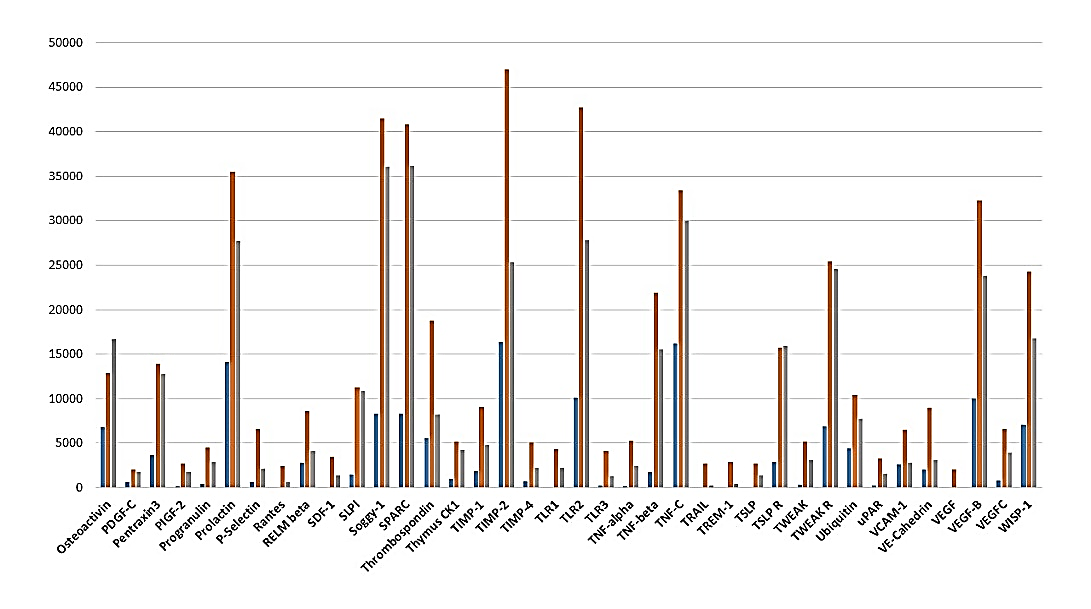 50000
45000
40000
35000
30000
25000
20000
15000
10000
5000
0
Osteoactivin
PDGF-C
Pentraxin3
PIGF-2
Progranulin
Prolactin
P-Selectin
Rantes
RELM beta
SDF-1
SLPI
Soggy-1
SPARC
Thrombospondin
Thymus CK1
TIMP-1
TIMP-2
TIMP-4
TLR1
TLR2
TLR3
TNF-alpha
TNF-beta
TNF-C
TRAIL
TREM-1
TSLP
TSLP R
TWEAK
TWEAK R
Ubiquitin
uPAR
VCAM-1
VE-Cahedrin
VEGF
VEGF-B
VEGFC
WISP-1